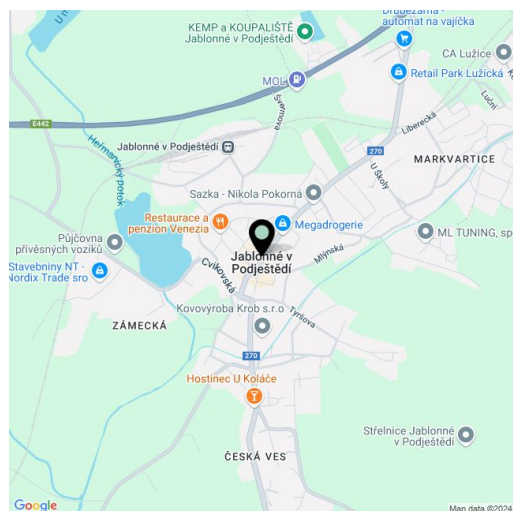 Drůbežárna -
automat na vajíčka
KEMP a KOUPALIŠTĚ
Jablonné v Podještědí
CA Lužice
MOL
Retail Park Lužická
Luční
Švermova
E442
Liberecká
Heřmanický potok
Jablonné v Podještědí
270
MARKVARTICE
U Školy
Sazka - Nikola Pokorná
Restaurace a
penzion Venezia
Megadrogerie
ML TUNING, sp
Půjčovna
přívěsných vozíků
Mlýnská
Jablonné v
Podještědí
Stavebniny NT -
Nordix Trade sro
Cvikovská
Kovovýroba Krob s.r.o
Tyršova
ZÁMECKÁ
270
Hostinec U Koláče
Střelnice Jablonné
v Podještědí
ČESKÁ VES
Google
Map data ©2024